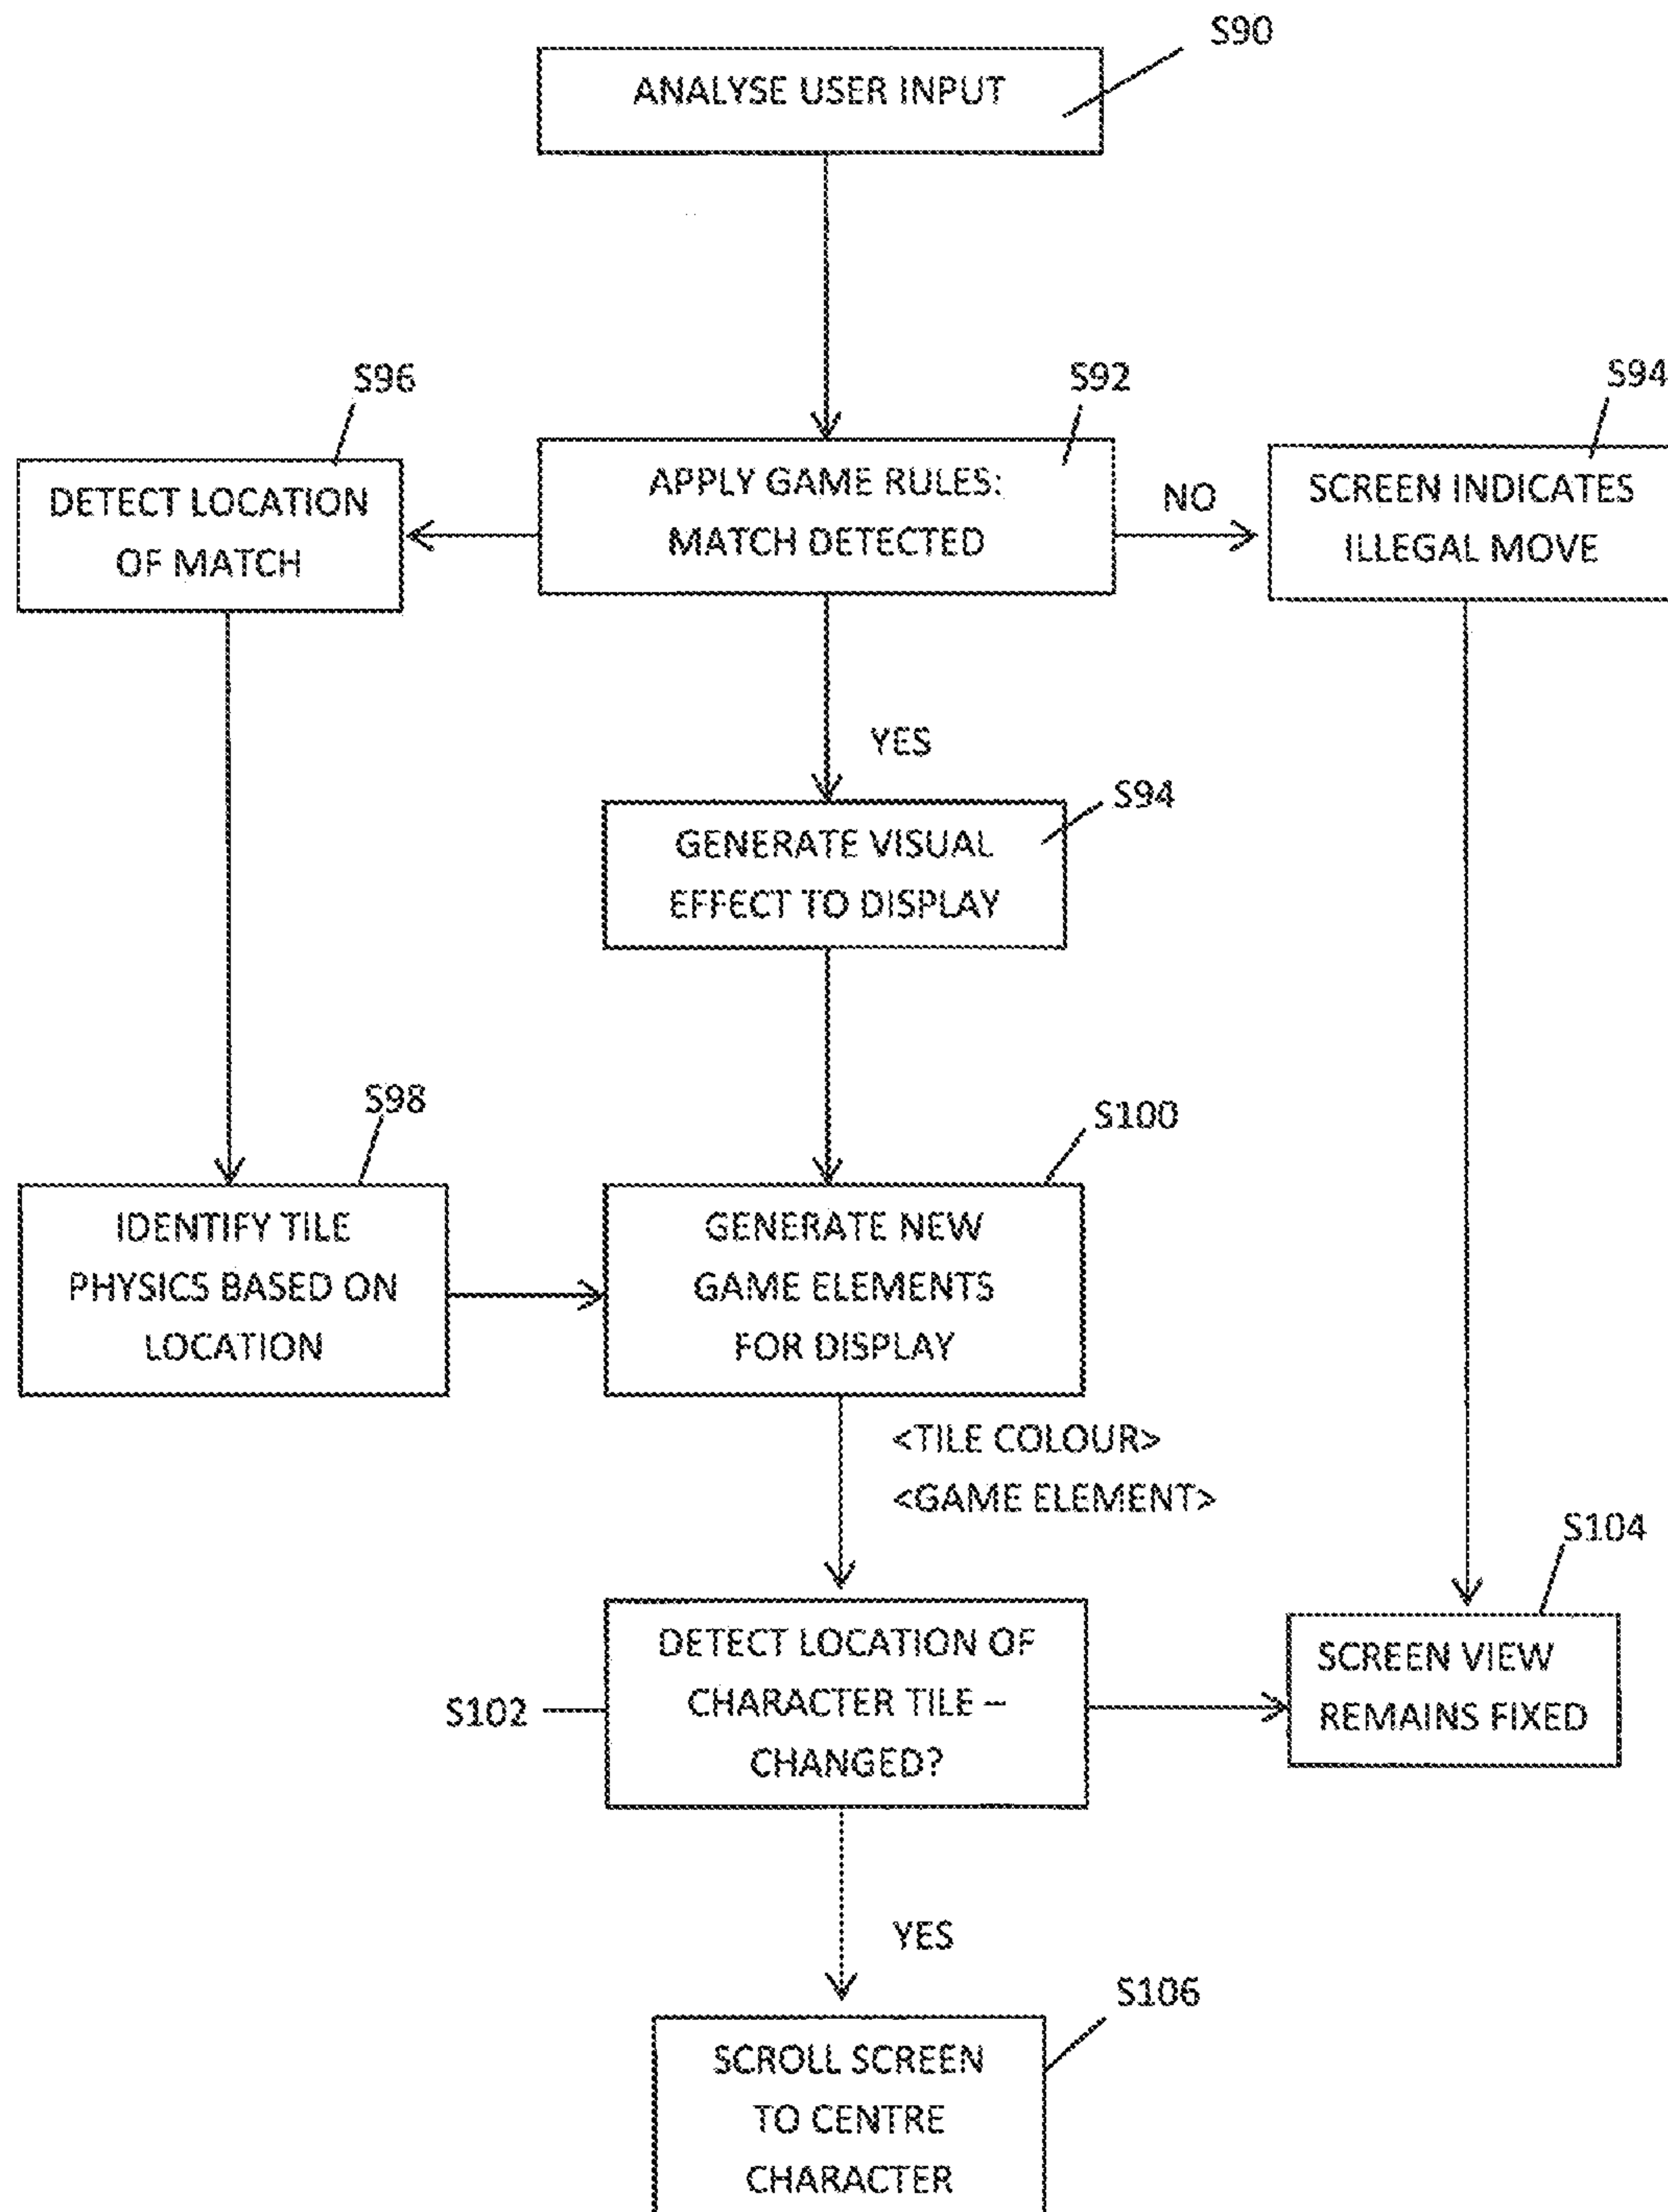 S90
ANALYSE USER INPUT
S96
S92
S94
DETECT LOCATION
OF MATCH
APPLY GAME RULES:
MATCH DETECTED
NO
SCREEN INDICATES
ILLEGAL MOVE
YES
S94
GENERATE VISUAL
EFFECT TO DISPLAY
S98
S100
IDENTIFY TILE
PHYSICS BASED ON
LOCATION
GENERATE NEW
GAME ELEMENTS
FOR DISPLAY
<TILE COLOUR>
<GAME ELEMENT>
S104
S102
DETECT LOCATION OF
CHARACTER TILE –
CHANGED?
SCREEN VIEW
REMAINS FIXED
YES
S106
SCROLL SCREEN
TO CENTRE
CHARACTER